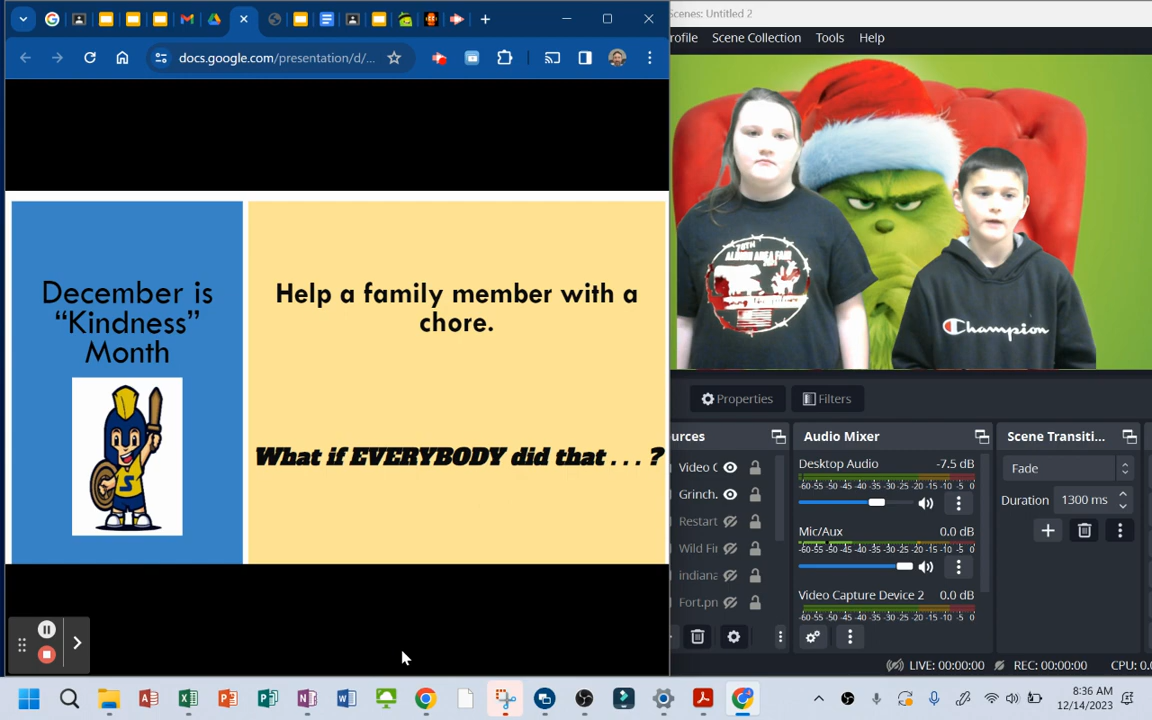 docs.google.com/presentation/d/...
Scenes: Untitled 2
rofile
Scene Collection
Tools
Help
December is
“Kindness”
Month
S
Help a family member with a
chore.
What if EVERYBODY did that . . . ?
78TH
ALBION AREA FAIR
Champion
Properties
Filters
urces
Video C
Grinch.
Restart
Wild Fi
indiana
Fort.pn
Audio Mixer
Desktop Audio
-7.5 dB
-60-55 -50-45 -40-35-30-25-20-15-10 -5 0
Mic/Aux
0.0 dB
-60-55 -50-45 -40-35-30-25-20-15-10 -5 0
Video Capture Device 2
0.0 dB
-60-55 -50-45 -40-35-30-25-20-15-10 -5 0
Scene Transiti...
Fade
Duration
1300 ms
LIVE: 00:00:00
REC: 00:00:00
CPU: 0.0
8:36 AM
12/14/2023